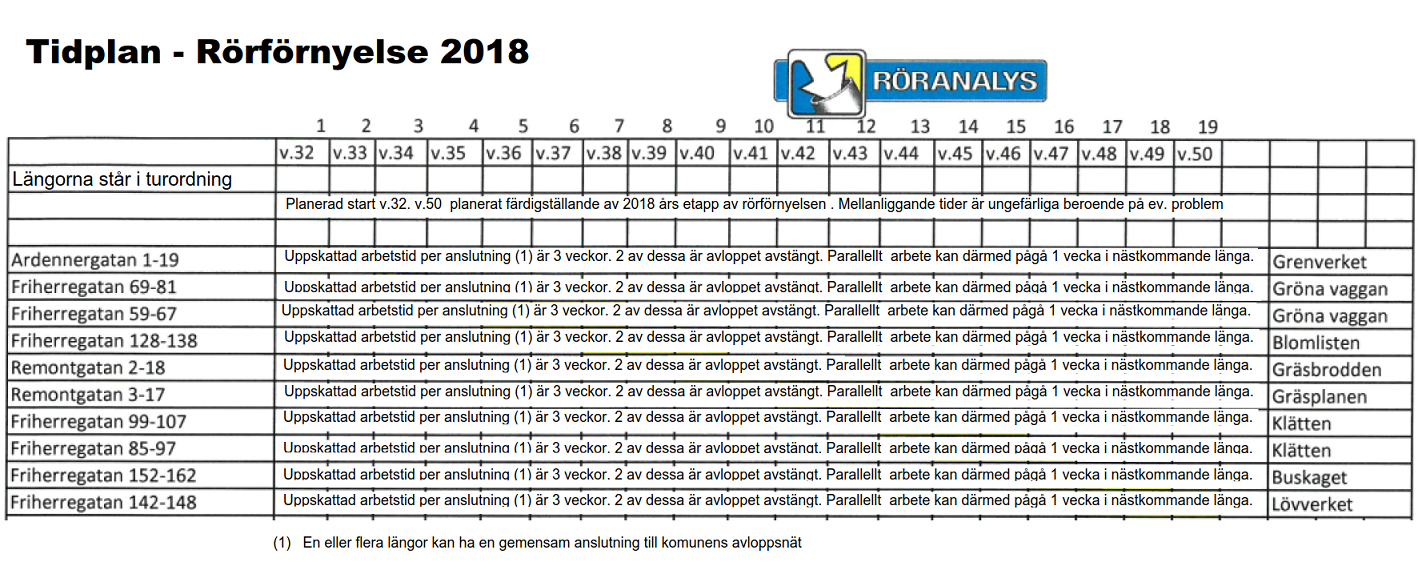 Tidplan - Rörförnyelse 2018
RÖRANALYS
1 2 3 4 5 6 7 8 9 10 11 12 13 14 15 16 17 18 19
v.32 v.33 v.34 v.35 v.36 v.37 v.38 v.39 v.40 v.41 v.42 v.43 v.44 v.45 v.46 v.47 v.48 v.49 v.50
Längorna står i turordning
Planerad start v.32. v.50 planerat färdigställande av 2018 års etapp av rörförnyelsen . Mellanliggande tider är ungefärliga beroende på ev. problem
Ardennergatan 1-19 Uppskattad arbetstid per anslutning (1) är 3 veckor. 2 av dessa är avloppet avstängt. Parallellt arbete kan därmed pågå 1 vecka i nästkommande länga. Grenverket
Friherregatan 69-81 Uppskattad arbetstid per anslutning (1) är 3 veckor. 2 av dessa är avloppet avstängt. Parallellt arbete kan därmed pågå 1 vecka i nästkommande länga. Gröna vaggan
Friherregatan 59-67 Uppskattad arbetstid per anslutning (1) är 3 veckor. 2 av dessa är avloppet avstängt. Parallellt arbete kan därmed pågå 1 vecka i nästkommande länga. Gröna vaggan
Friherregatan 128-138 Uppskattad arbetstid per anslutning (1) är 3 veckor. 2 av dessa är avloppet avstängt. Parallellt arbete kan därmed pågå 1 vecka i nästkommande länga. Blomlisten
Remontgatan 2-18 Uppskattad arbetstid per anslutning (1) är 3 veckor. 2 av dessa är avloppet avstängt. Parallellt arbete kan därmed pågå 1 vecka i nästkommande länga. Gräsbrodden
Remontgatan 3-17 Uppskattad arbetstid per anslutning (1) är 3 veckor. 2 av dessa är avloppet avstängt. Parallellt arbete kan därmed pågå 1 vecka i nästkommande länga. Gräsplanen
Friherregatan 99-107 Uppskattad arbetstid per anslutning (1) är 3 veckor. 2 av dessa är avloppet avstängt. Parallellt arbete kan därmed pågå 1 vecka i nästkommande länga. Klätten
Friherregatan 85-97 Uppskattad arbetstid per anslutning (1) är 3 veckor. 2 av dessa är avloppet avstängt. Parallellt arbete kan därmed pågå 1 vecka i nästkommande länga. Klätten
Friherregatan 152-162 Uppskattad arbetstid per anslutning (1) är 3 veckor. 2 av dessa är avloppet avstängt. Parallellt arbete kan därmed pågå 1 vecka i nästkommande länga. Buskaget
Friherregatan 142-148 Uppskattad arbetstid per anslutning (1) är 3 veckor. 2 av dessa är avloppet avstängt. Parallellt arbete kan därmed pågå 1 vecka i nästkommande länga. Lövverket
(1) En eller flera längor kan ha en gemensam anslutning till komunens avloppsnät